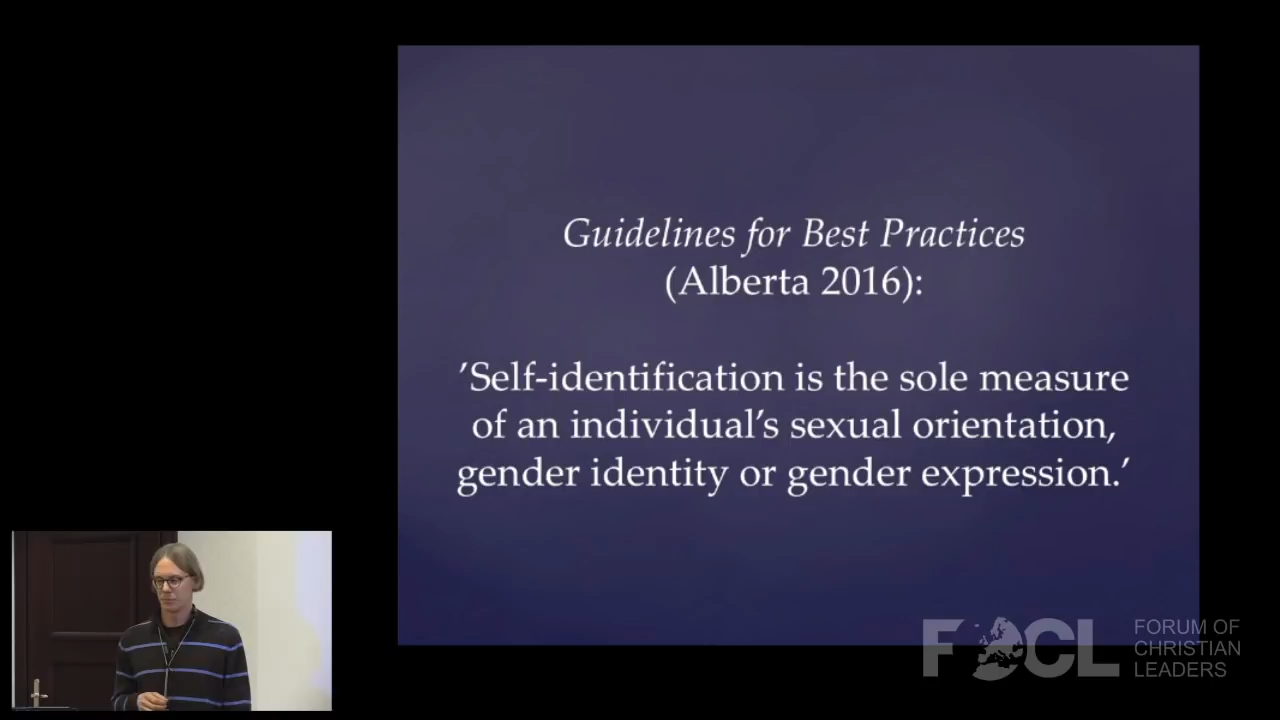 Guidelines for Best Practices
(Alberta 2016):
’Self-identification is the sole measure
of an individual’s sexual orientation,
gender identity or gender expression.’
FOCL
FORUM OF
CHRISTIAN
LEADERS